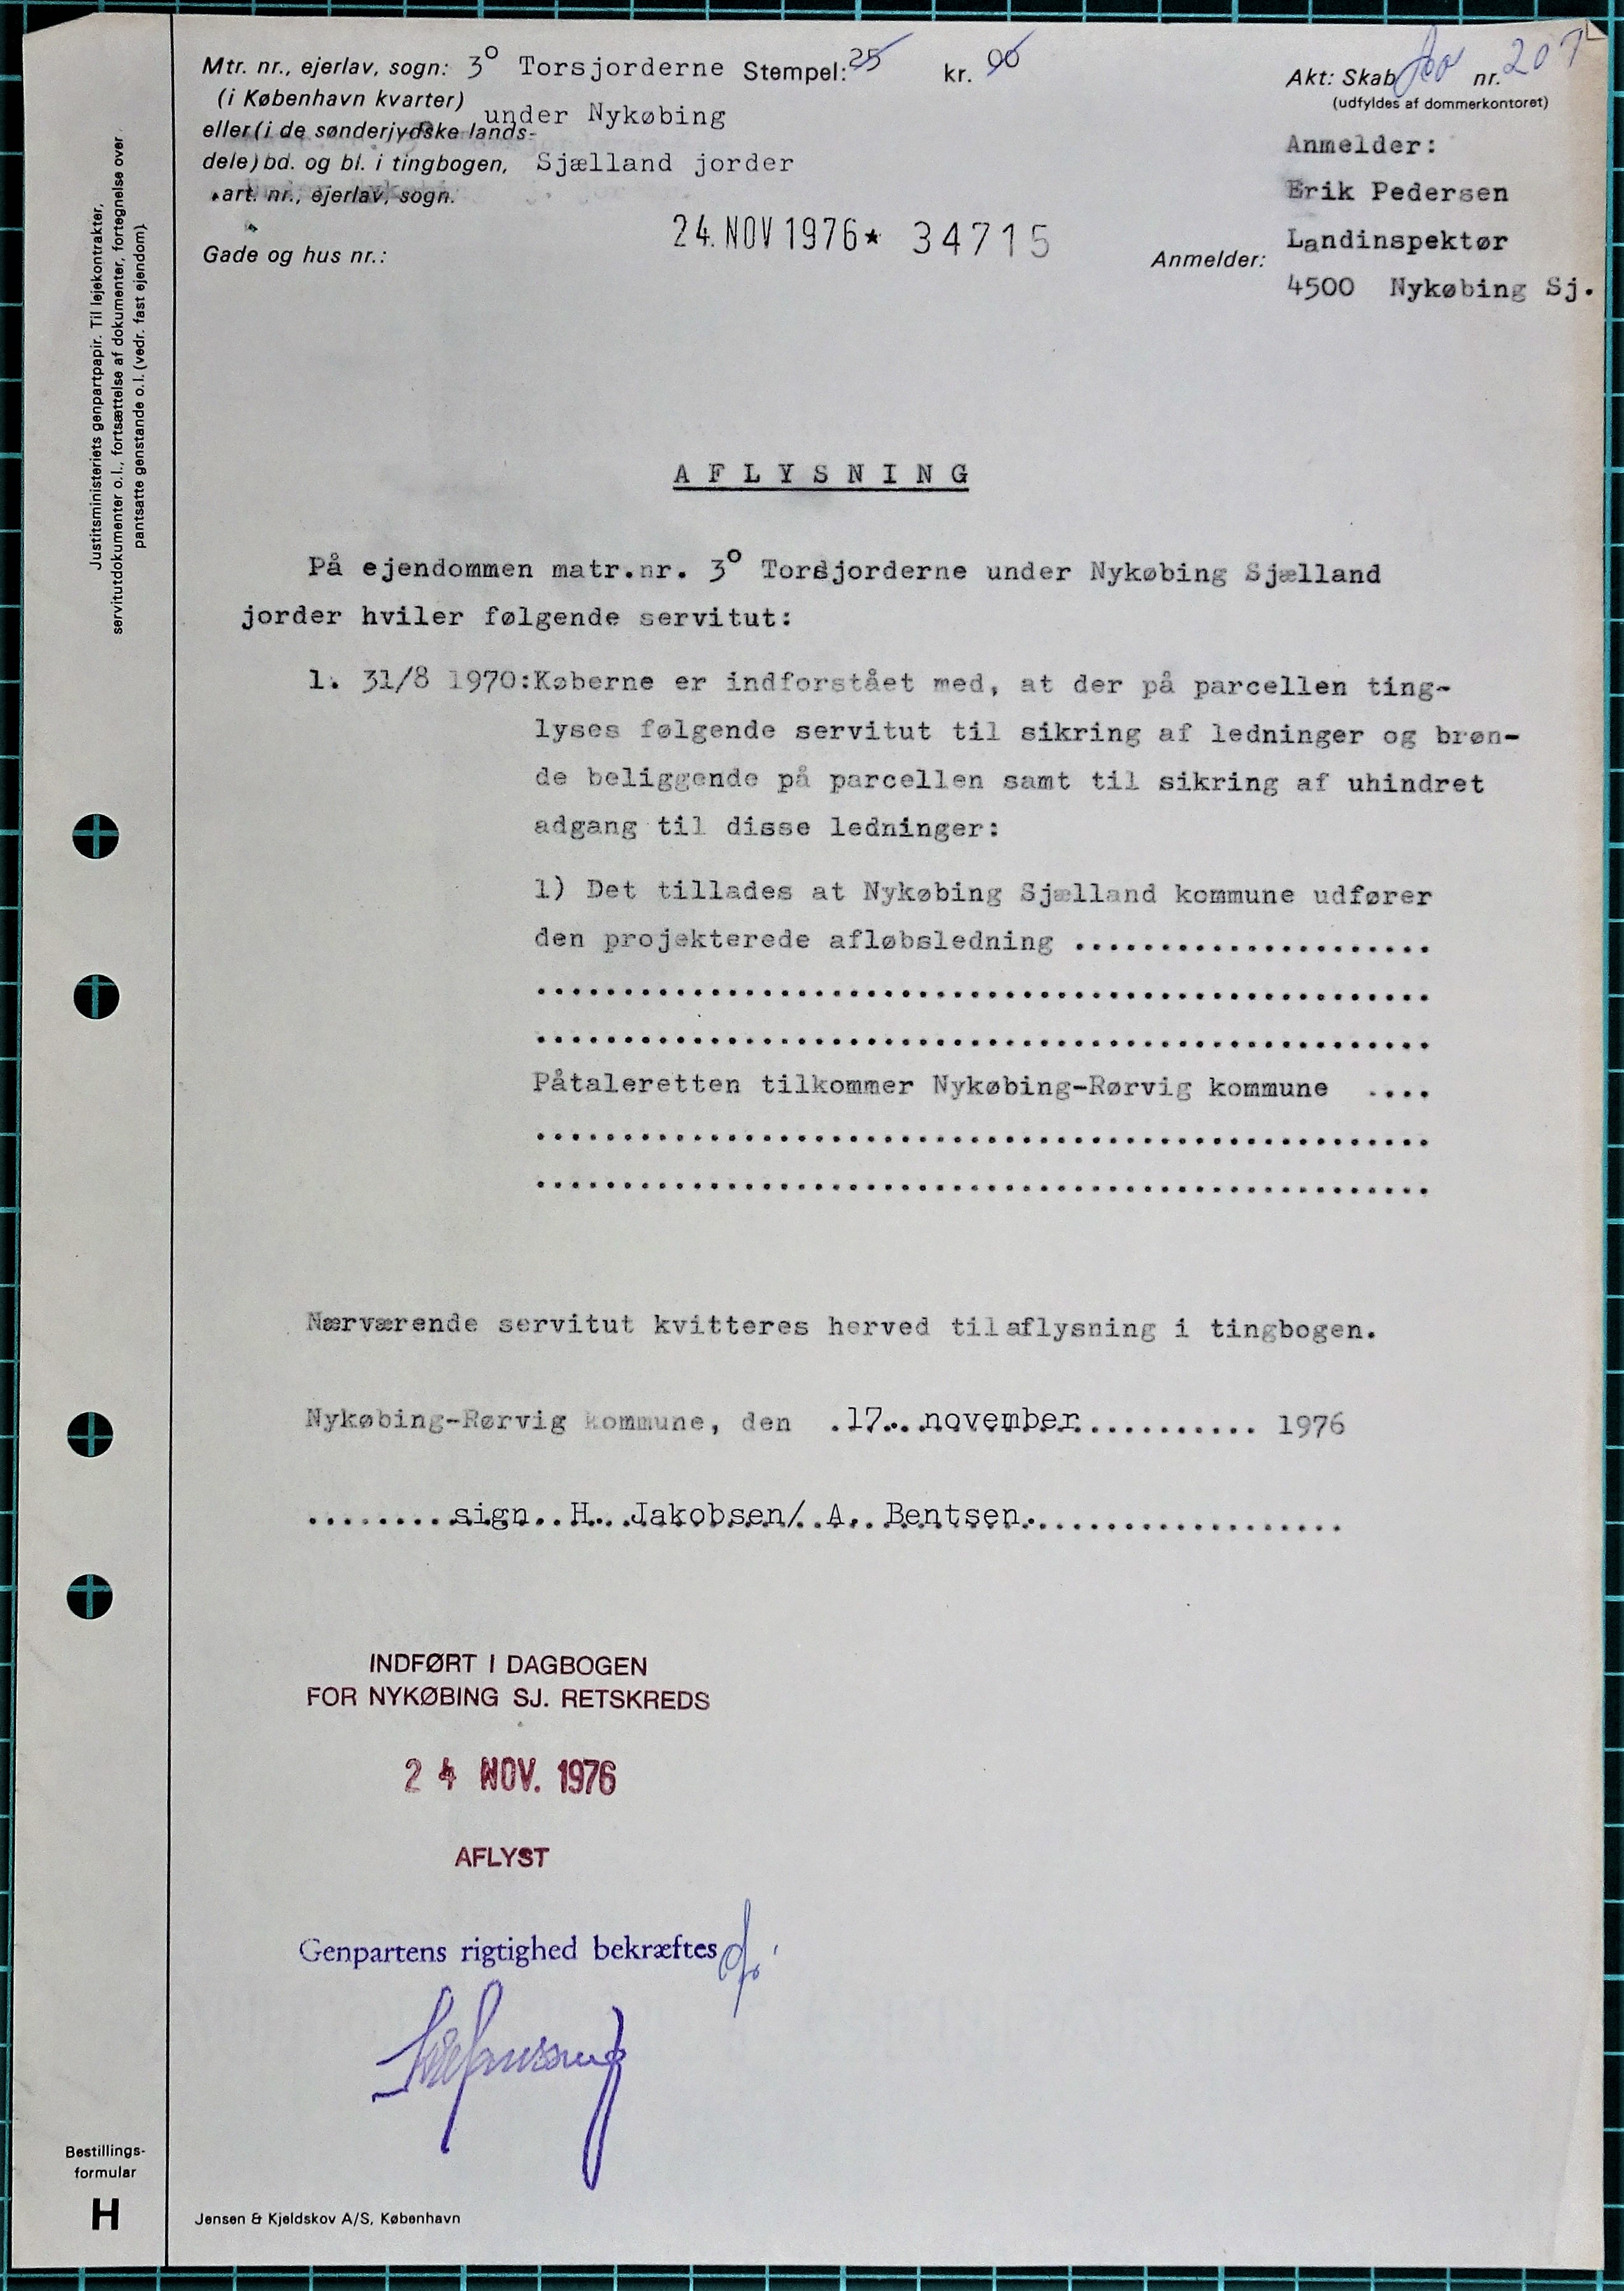 Mtr. nr., ejerlav, sogn: 3o Torsjorderne Stempel: 25 kr. 00
(i København kvarter)
under Nykøbing
eller (i de sønderjydske lands-
dele) bd. og bl. i tingbogen, Sjælland jorder
art. nr., ejerlav, sogn.
Gade og hus nr.:
24. NOV 1976★ 34715
Akt: Skab nr. 207
(udfyldes af dommerkontoret)
Anmelder:
Erik Pedersen
Landinspektør
Anmelder:
4500 Nykøbing Sj.
Justitsministeriets genpartpapir. Til lejekontrakter,
servitutdokumenter o.l., fortsættelse af dokumenter, fortegnelse over
pantsatte genstande o.l. (vedr. fast ejendom)
AFLYSNING
På ejendommen matr.nr. 3o Torsjorderne under Nykøbing Sjælland
jorder hviler følgende servitut:
1. 31/8 1970:Køberne er indforstået med, at der på parcellen ting-
lyses følgende servitut til sikring af ledninger og brøn-
de beliggende på parcellen samt til sikring af uhindret
adgang til disse ledninger:
1) Det tillades at Nykøbing Sjælland kommune udfører
den projekterede afløbsledning .....................
....................................................
....................................................
Påtaleretten tilkommer Nykøbing-Rørvig kommune ....
....................................................
....................................................
Nærværende servitut kvitteres herved til aflysning i tingbogen.
Nykøbing-Rørvig kommune, den .17. november........... 1976
.........sign. H. Jakobsen/ A. Bentsen...................
INDFØRT I DAGBOGEN
FOR NYKØBING SJ. RETSKREDS
24 NOV. 1976
AFLYST
Genpartens rigtighed bekræftes
Bestillings-
formular
H
Jensen & Kjeldskov A/S, København